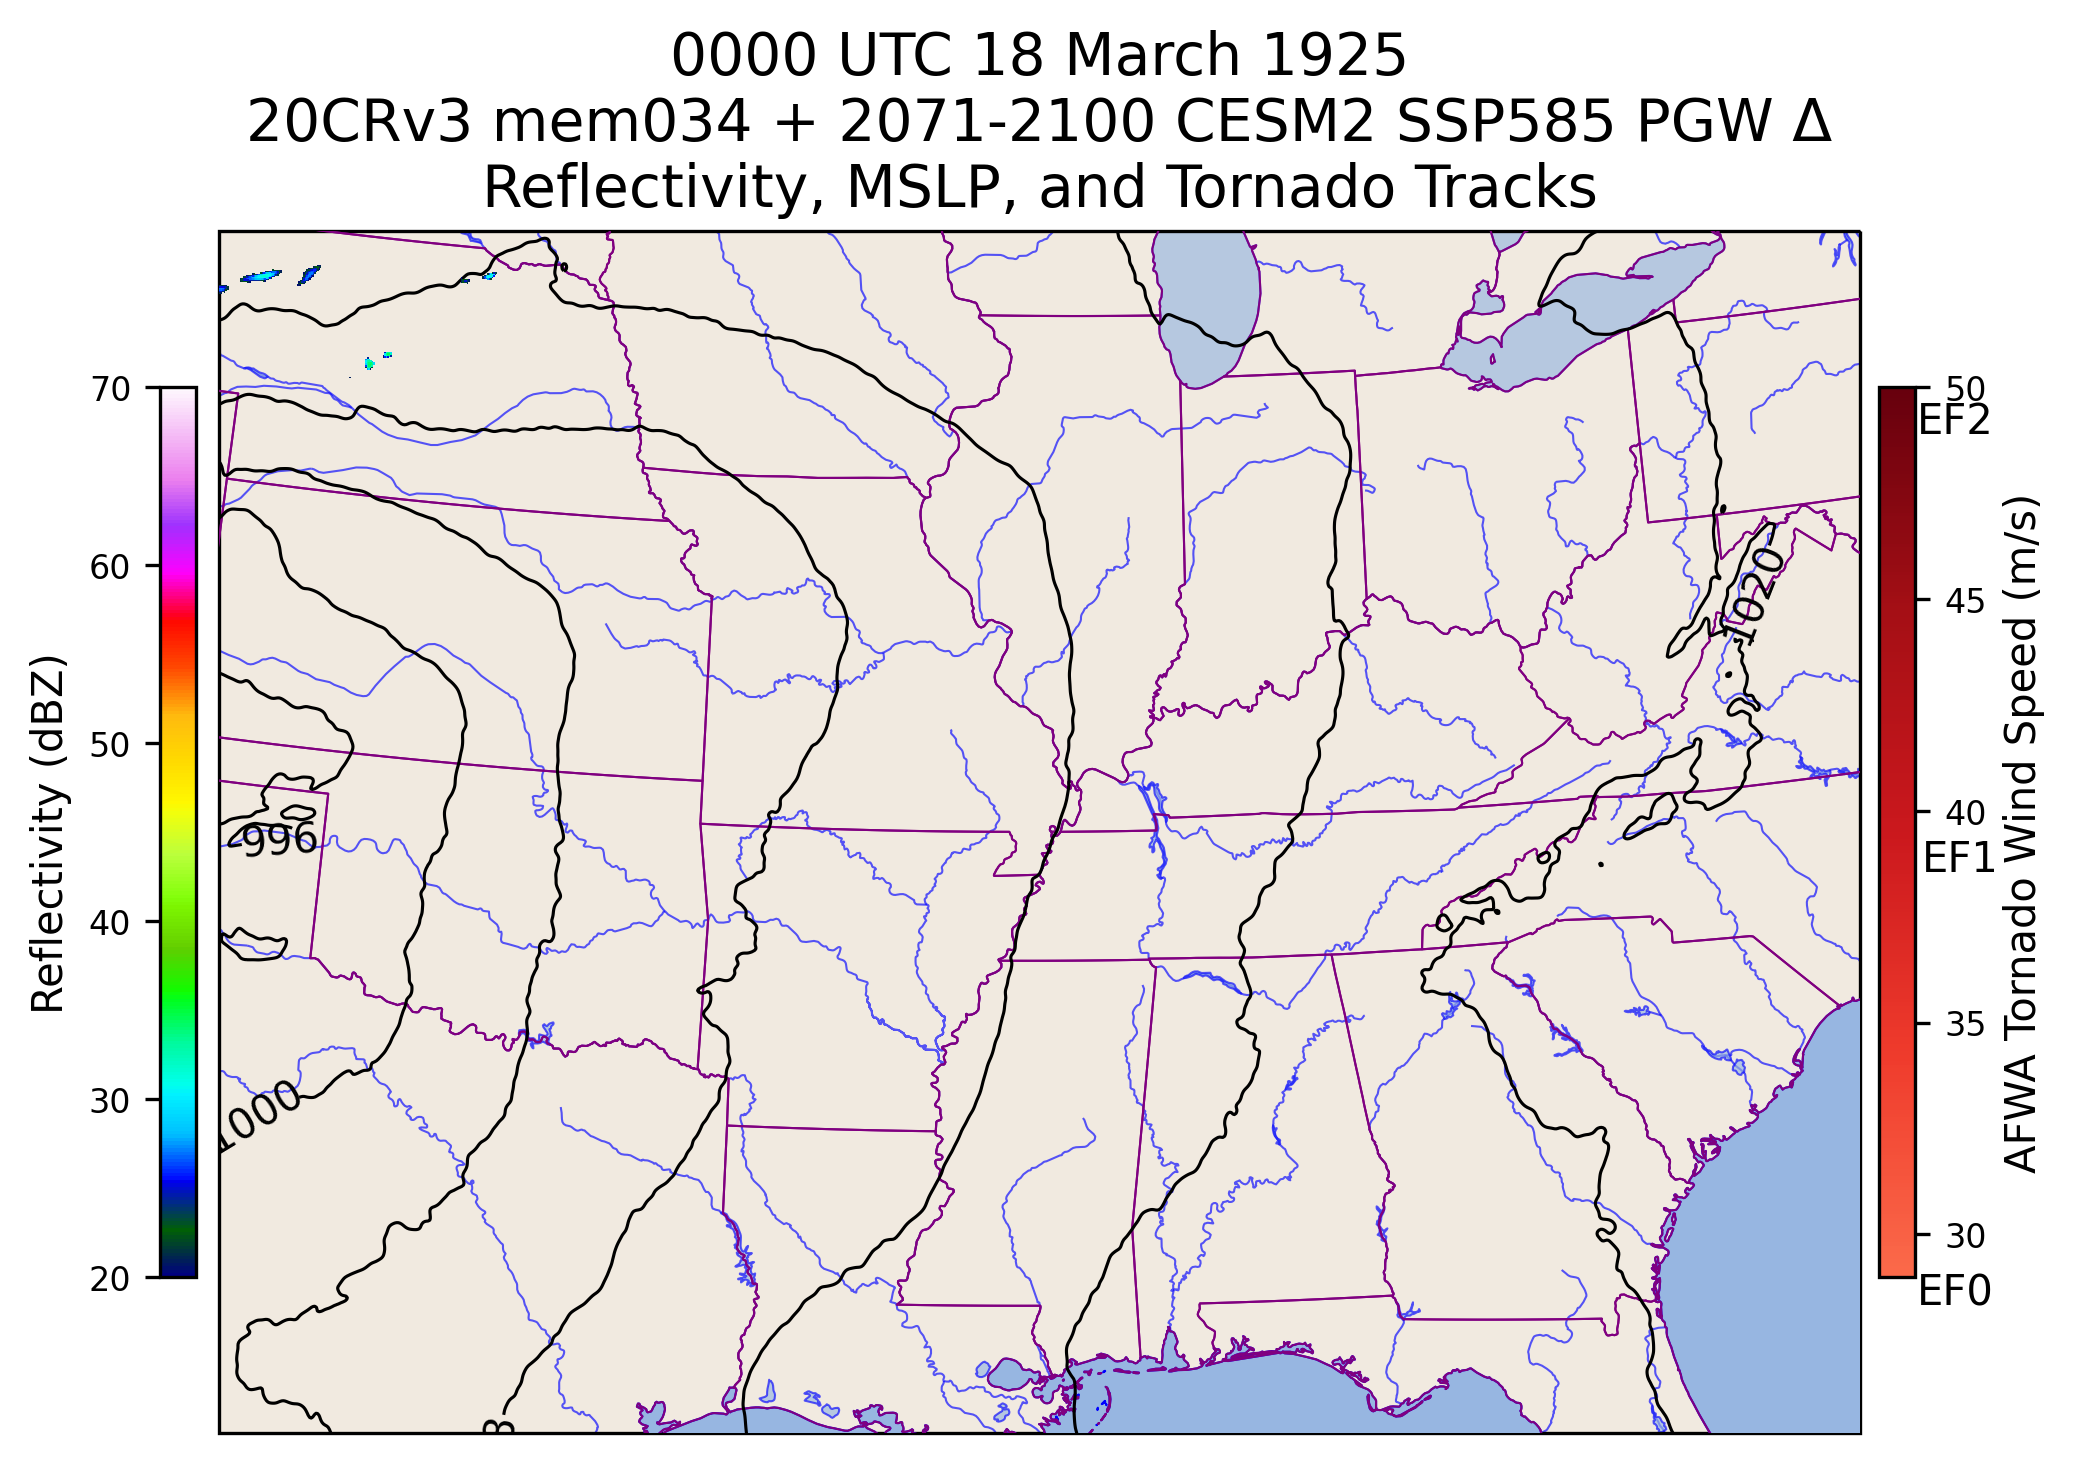 0000 UTC 18 March 1925
20CRv3 mem034 + 2071-2100 CESM2 SSP585 PGW Δ
Reflectivity, MSLP, and Tornado Tracks
70
60
50
40
30
20
Reflectivity (dBZ)
1020
996
1000
8
50
EF2
45
40
EF1
35
30
EF0
AFWA Tornado Wind Speed (m/s)